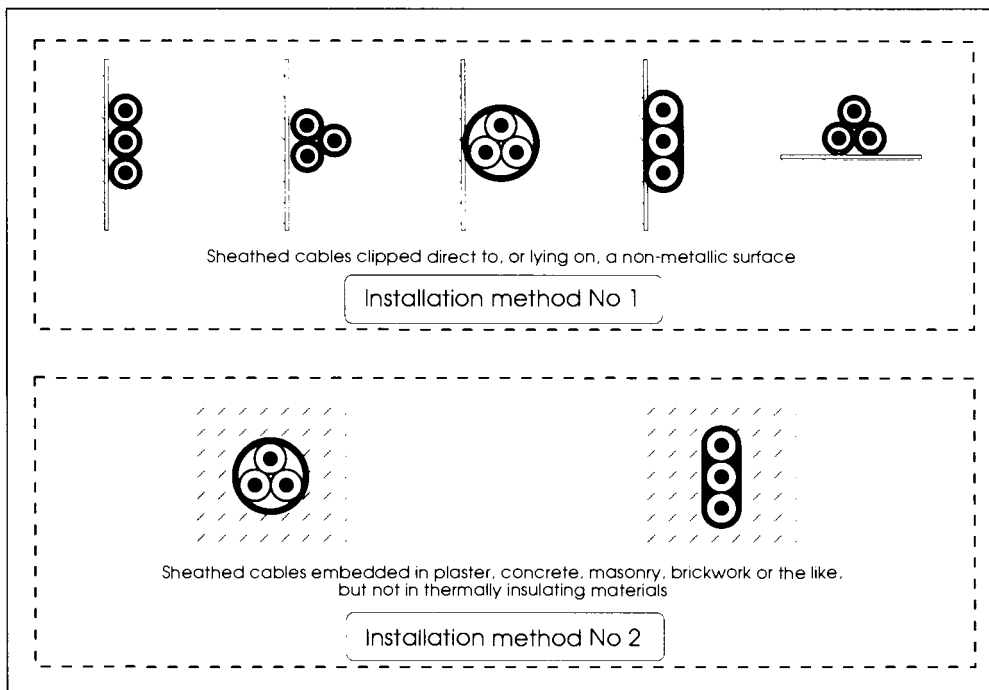 Sheathed cables clipped direct to, or lying on, a non-metallic surface
Installation method No 1
Sheathed cables embedded in plaster, concrete, masonry, brickwork or the like,
but not in thermally insulating materials
Installation method No 2